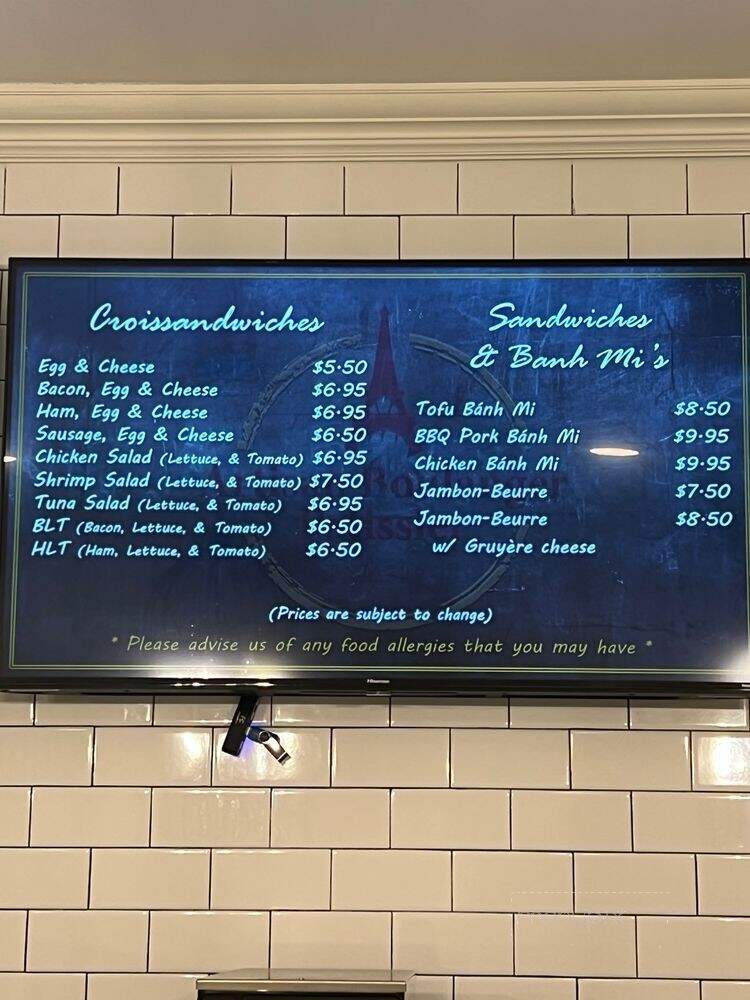 Croissandwiches
Egg & Cheese $5.50
Bacon, Egg & Cheese $6.95
Ham, Egg & Cheese $6.95
Sausage, Egg & Cheese $6.50
Chicken Salad (Lettuce, & Tomato) $6.95
Shrimp Salad (Lettuce, & Tomato) $7.50
Tuna Salad (Lettuce, & Tomato) $6.95
BLT (Bacon, Lettuce, & Tomato) $6.50
HLT (Ham, Lettuce, & Tomato) $6.50
Sandwiches
& Banh Mi's
Tofu Bánh Mi $8.50
BBQ Pork Bánh Mi $9.95
Chicken Bánh Mi $9.95
Jambon-Beurre $7.50
Jambon-Beurre $8.50
w/ Gruyère cheese
(Prices are subject to change)
* Please advise us of any food allergies that you may have *
Hisense